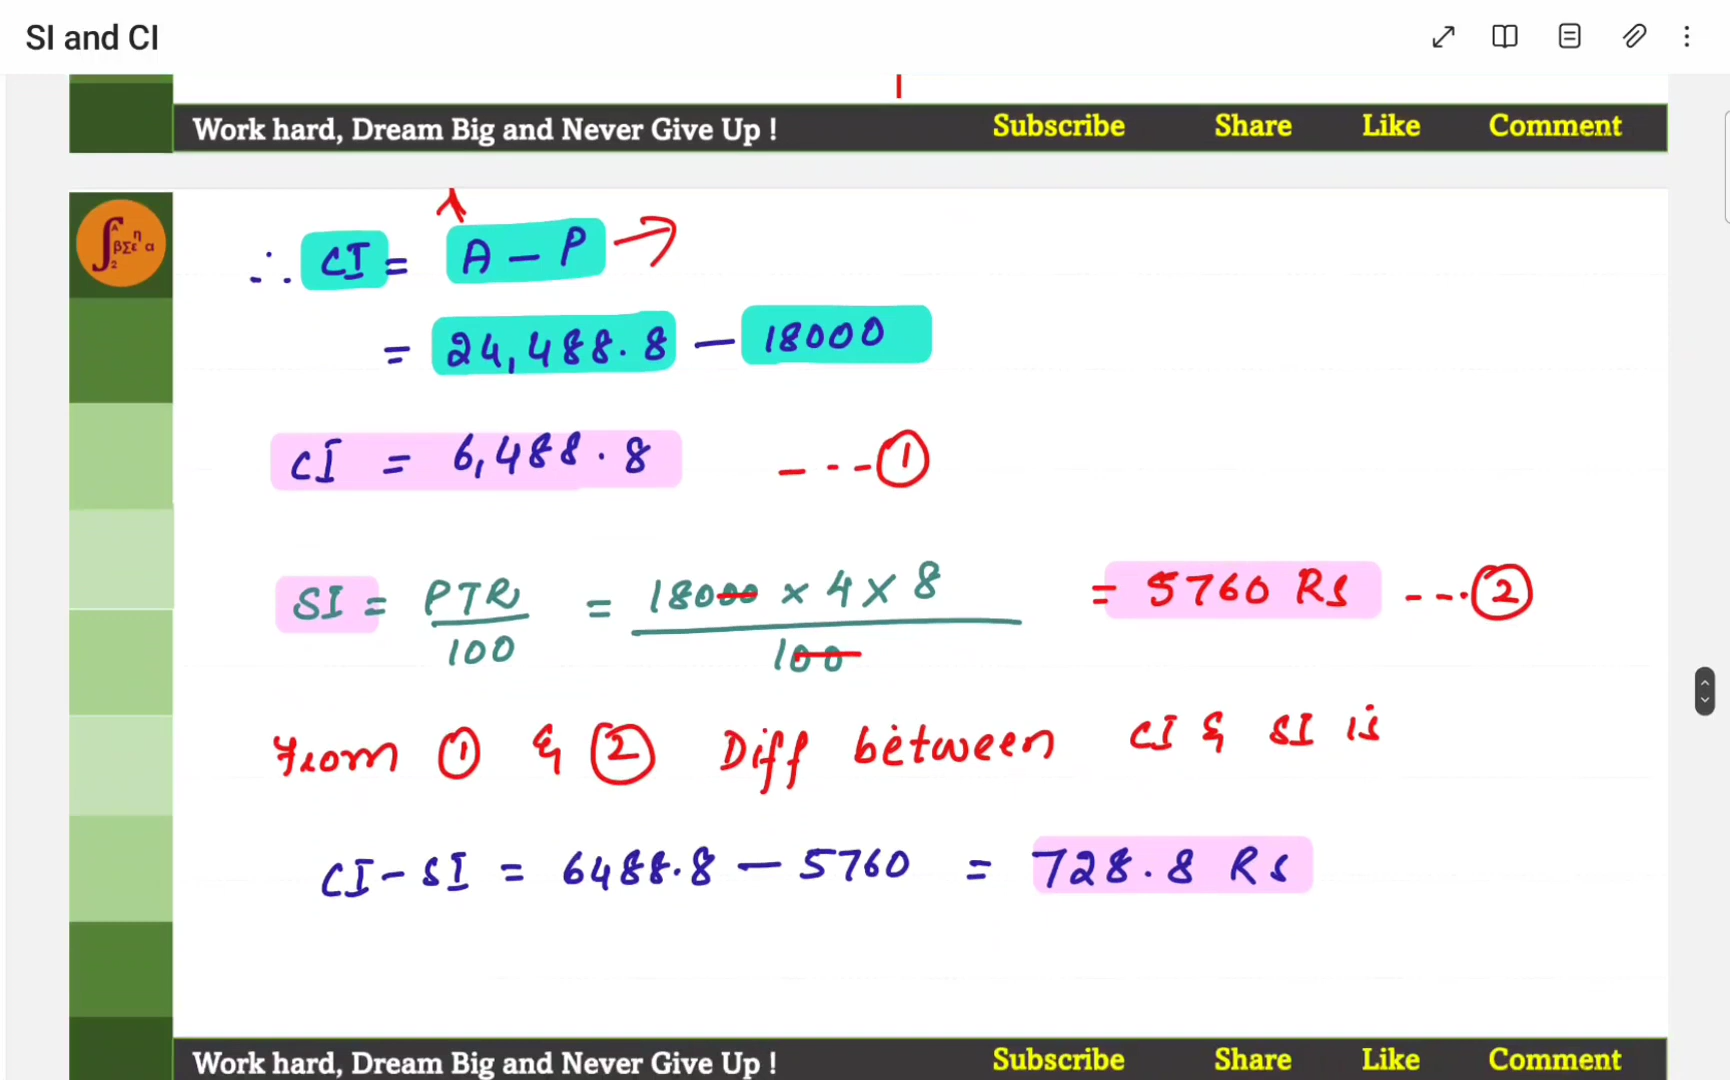 SI and CI
Work hard, Dream Big and Never Give Up ! Subscribe Share Like Comment
∴ CI = A - P
= 24,488.8 - 18000
CI = 6,488.8 ---①
SI = PTR/100 = 18000 × 4 × 8/100 = 5760 RS ---②
From ① & ② Diff between CI & SI is
CI - SI = 6488.8 - 5760 = 728.8 Rs
Work hard, Dream Big and Never Give Up ! Subscribe Share Like Comment